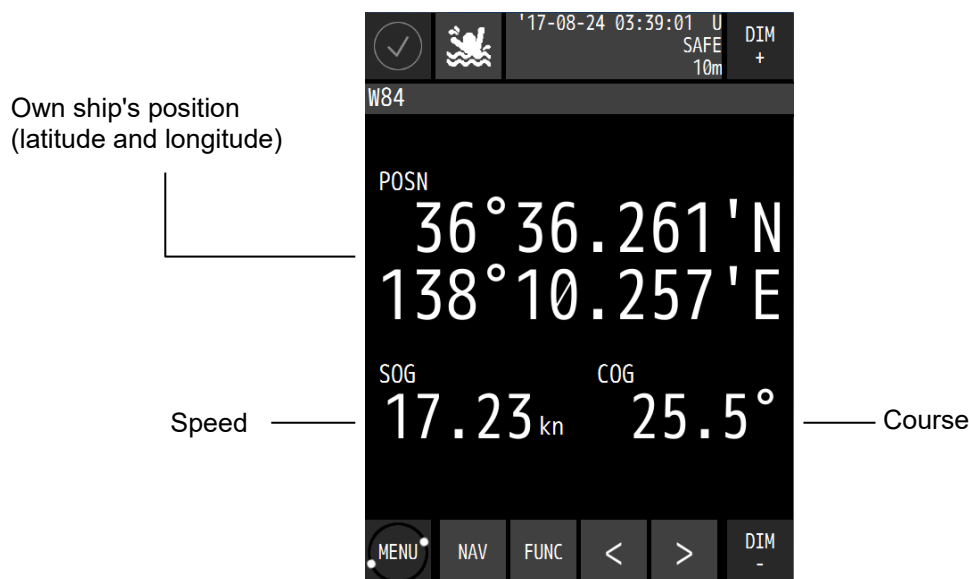 '17-08-24 03:39:01 U
SAFE
10m
DIM
+
W84
Own ship's position
(latitude and longitude)
POSN
36°36.261'N
138°10.257'E
SOG
COG
Speed
17.23kn
25.5°
Course
MENU
NAV
FUNC
<
>
DIM
-